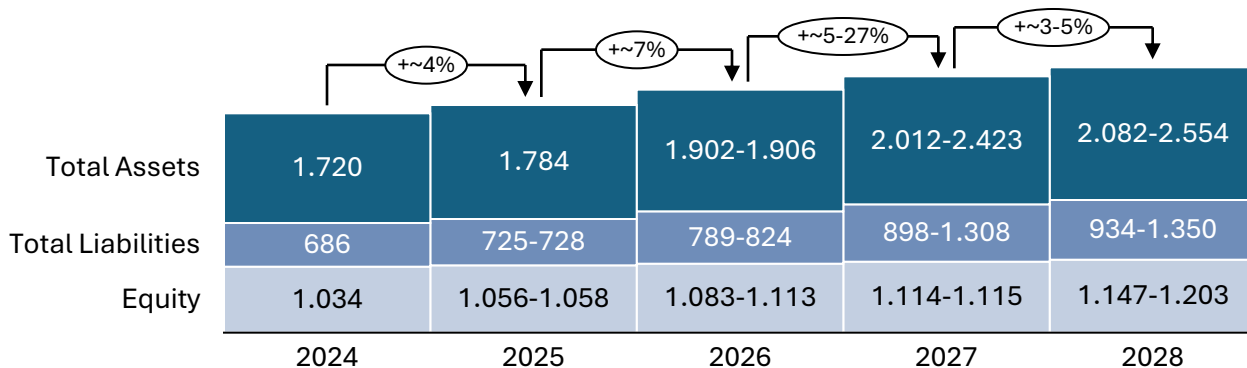 +~4%
+~7%
+~5-27%
+~3-5%
Total Assets 1.720 1.784 1.902-1.906 2.012-2.423 2.082-2.554
Total Liabilities 686 725-728 789-824 898-1.308 934-1.350
Equity 1.034 1.056-1.058 1.083-1.113 1.114-1.115 1.147-1.203
2024 2025 2026 2027 2028